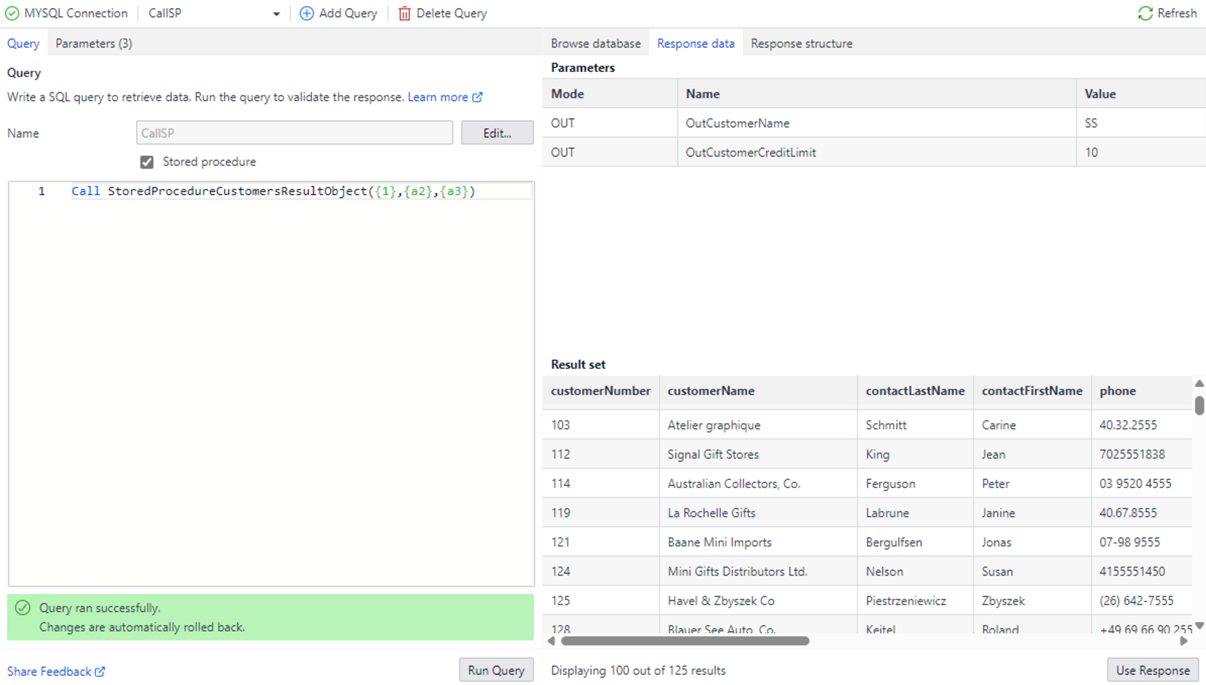 MYSQL Connection CallSP Add Query Delete Query Refresh
Query Parameters (3)
Query
Write a SQL query to retrieve data. Run the query to validate the response. Learn more
Name CallSP Edit...
Stored procedure
1 Call StoredProcedureCustomersResultObject({1},{a2},{a3})
Query ran successfully.
Changes are automatically rolled back.
Share Feedback Run Query
Browse database Response data Response structure
Parameters
Mode Name Value
OUT OutCustomerName SS
OUT OutCustomerCreditLimit 10
Result set
customerNumber customerName contactLastName contactFirstName phone
103 Atelier graphique Schmitt Carine 40.32.2555
112 Signal Gift Stores King Jean 7025551838
114 Australian Collectors, Co. Ferguson Peter 03 9520 4555
119 La Rochelle Gifts Labrune Janine 40.67.8555
121 Baane Mini Imports Bergulfsen Jonas 07-98 9555
124 Mini Gifts Distributors Ltd. Nelson Susan 4155551450
125 Havel & Zbyszek Co Piestrzeniewicz Zbyszek (26) 642-7555
128 Blauer See Auto, Co. Keitel Roland +49 69 66 90 255
Displaying 100 out of 125 results Use Response